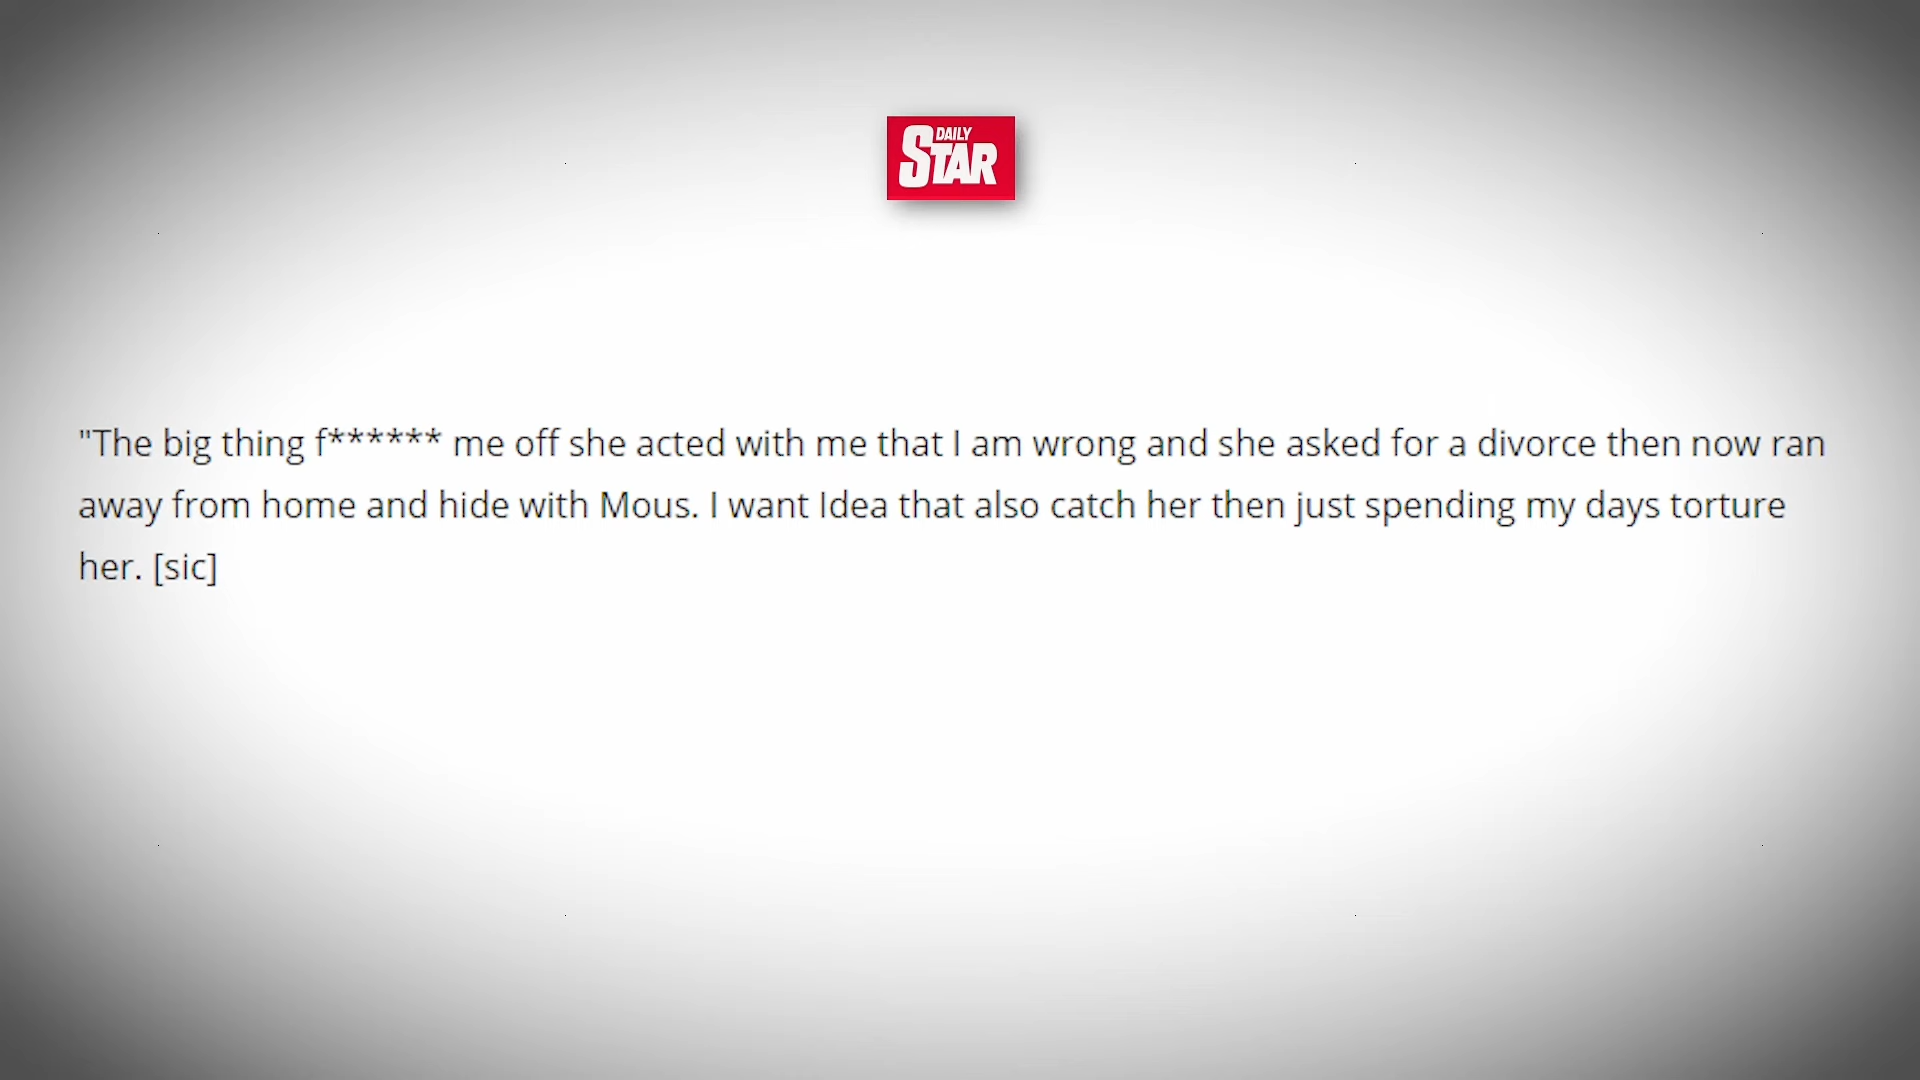 DAILY
STAR
"The big thing f****** me off she acted with me that I am wrong and she asked for a divorce then now ran
away from home and hide with Mous. I want Idea that also catch her then just spending my days torture
her. [sic]